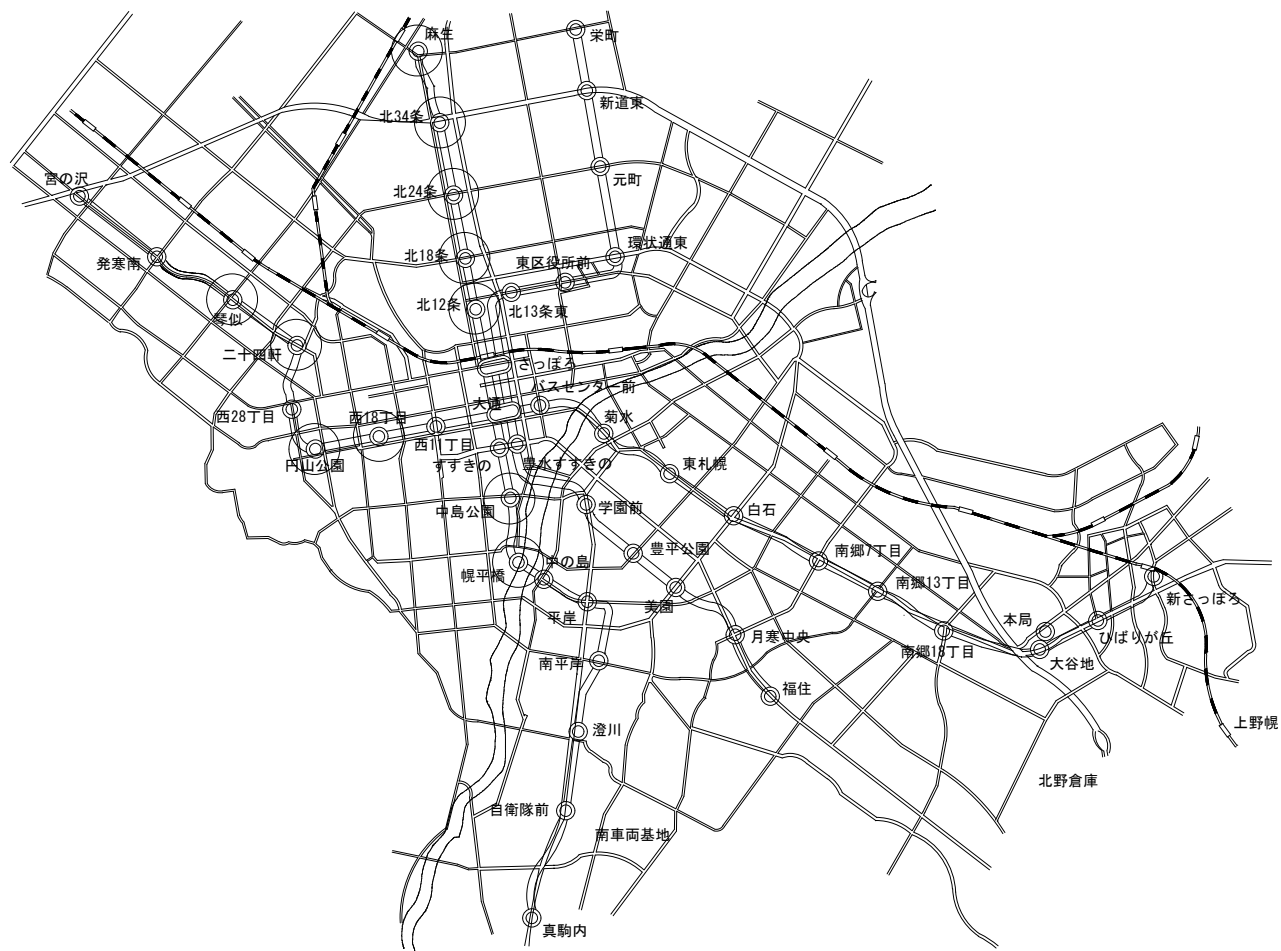 麻生
栄町
新道東
北34条
宮の沢
元町
北24条
環状通東
北18条
東区役所前
発寒南
北12条
北13条東
琴似
二十四軒
さっぽろ
バスセンター前
大通
西28丁目
西18丁目
菊水
円山公園
西11丁目
すすきの
豊水すすきの
東札幌
中島公園
学園前
白石
豊平公園
南郷7丁目
幌平橋
中の島
南郷13丁目
美園
新さっぽろ
平岸
本局
ひばりが丘
月寒中央
南郷18丁目
大谷地
南平岸
福住
上野幌
澄川
北野倉庫
自衛隊前
南車両基地
真駒内